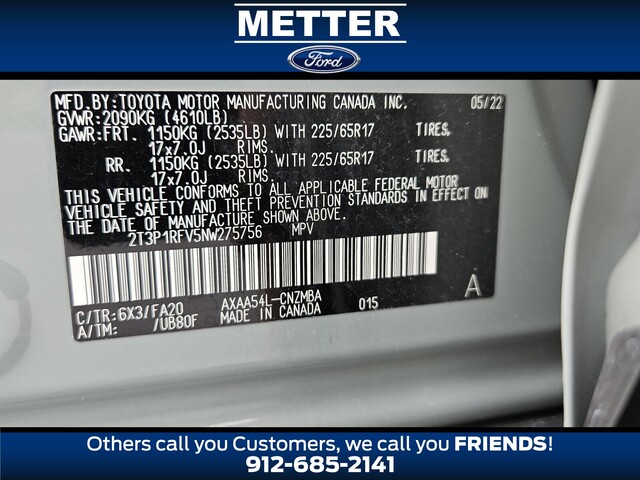 METTER
Ford
MFD.BY:TOYOTA MOTOR MANUFACTURING CANADA INC. 05/22
GVWR:2090KG (4610LB)
GAWR:FRT. 1150KG (2535LB) WITH 225/65R17 TIRES.
17x7.0J RIMS.
RR. 1150KG (2535LB) WITH 225/65R17 TIRES.
17x7.0J RIMS.
THIS VEHICLE CONFORMS TO ALL APPLICABLE FEDERAL MOTOR
VEHICLE SAFETY AND THEFT PREVENTION STANDARDS IN EFFECT ON
THE DATE OF MANUFACTURE SHOWN ABOVE.
2T3P1RFV5NW275756 MPV
C/TR:6X3/FA20 AXAA54L-CNZMBA 015 A
A/TM: /UB80F MADE IN CANADA
Others call you Customers, we call you FRIENDS!
912-685-2141